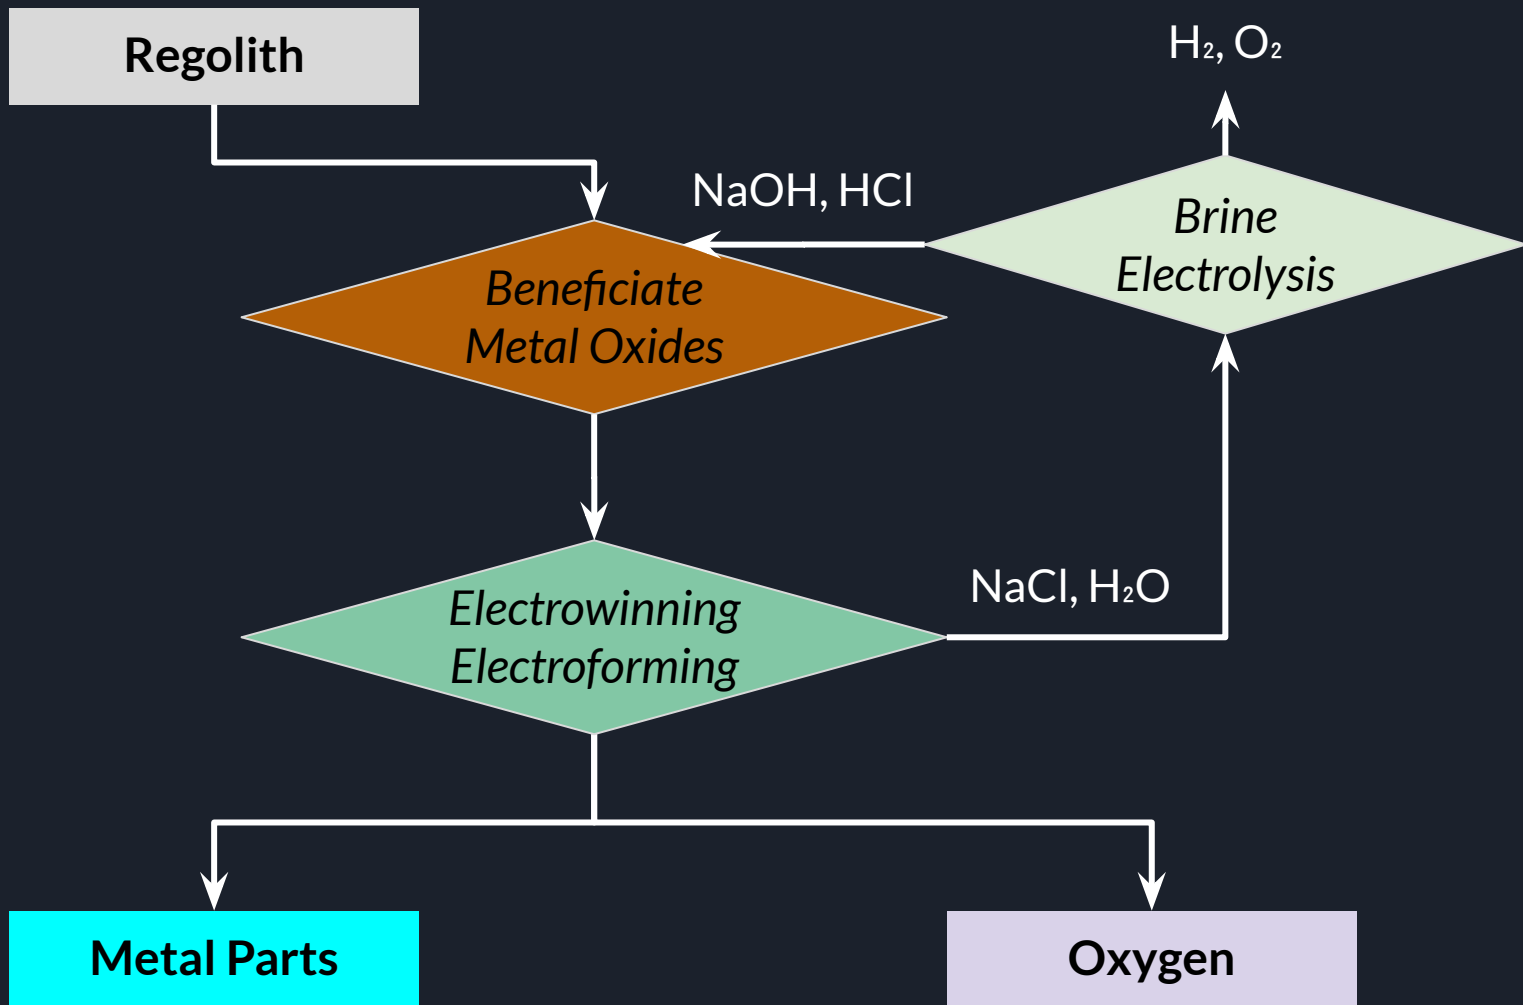 Regolith
H₂, O₂
NaOH, HCl
Brine
Electrolysis
Beneficiate
Metal Oxides
NaCl, H₂O
Electrowinning
Electroforming
Metal Parts
Oxygen